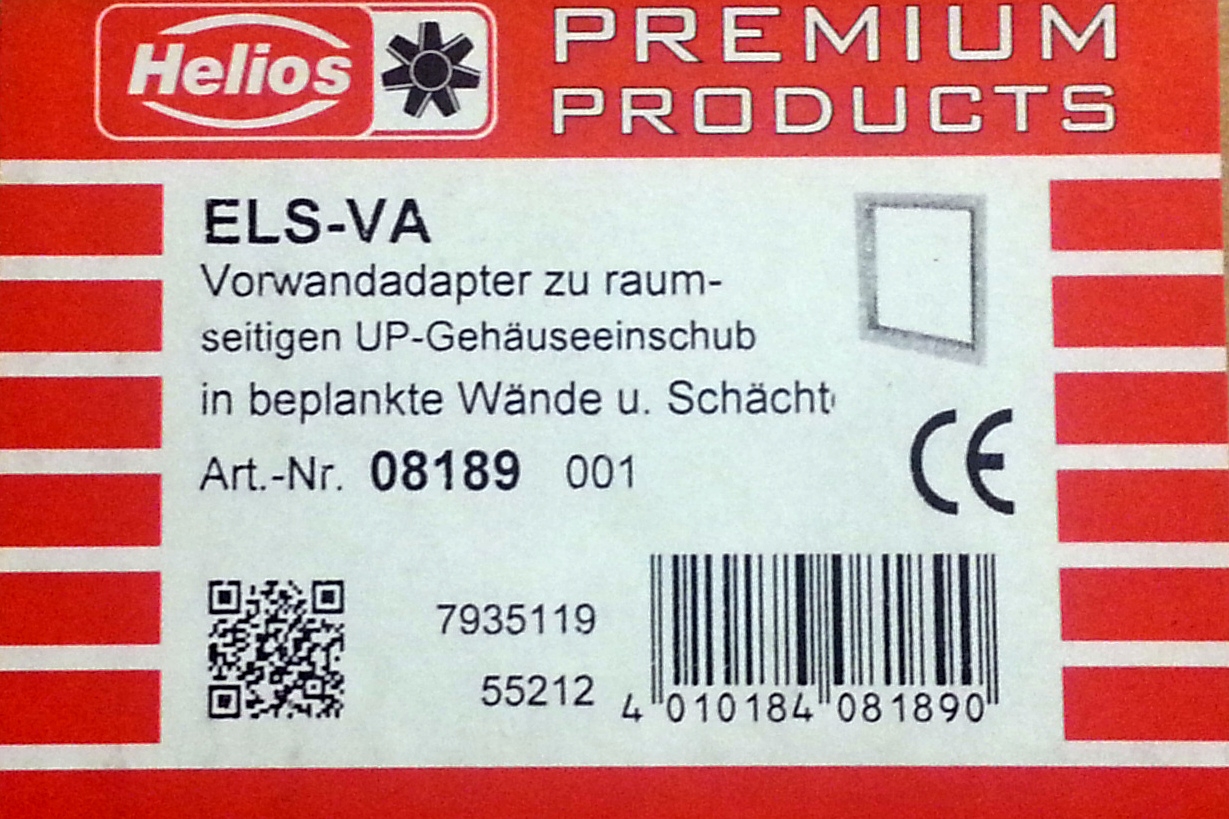 Helios
PREMIUM
PRODUCTS
ELS-VA
Vorwandadapter zu raum-
seitigen UP-Gehäuseeinschub
in beplankte Wände u. Schächt
Art.-Nr. 08189 001
CE
7935119
55212
4 010184 081890